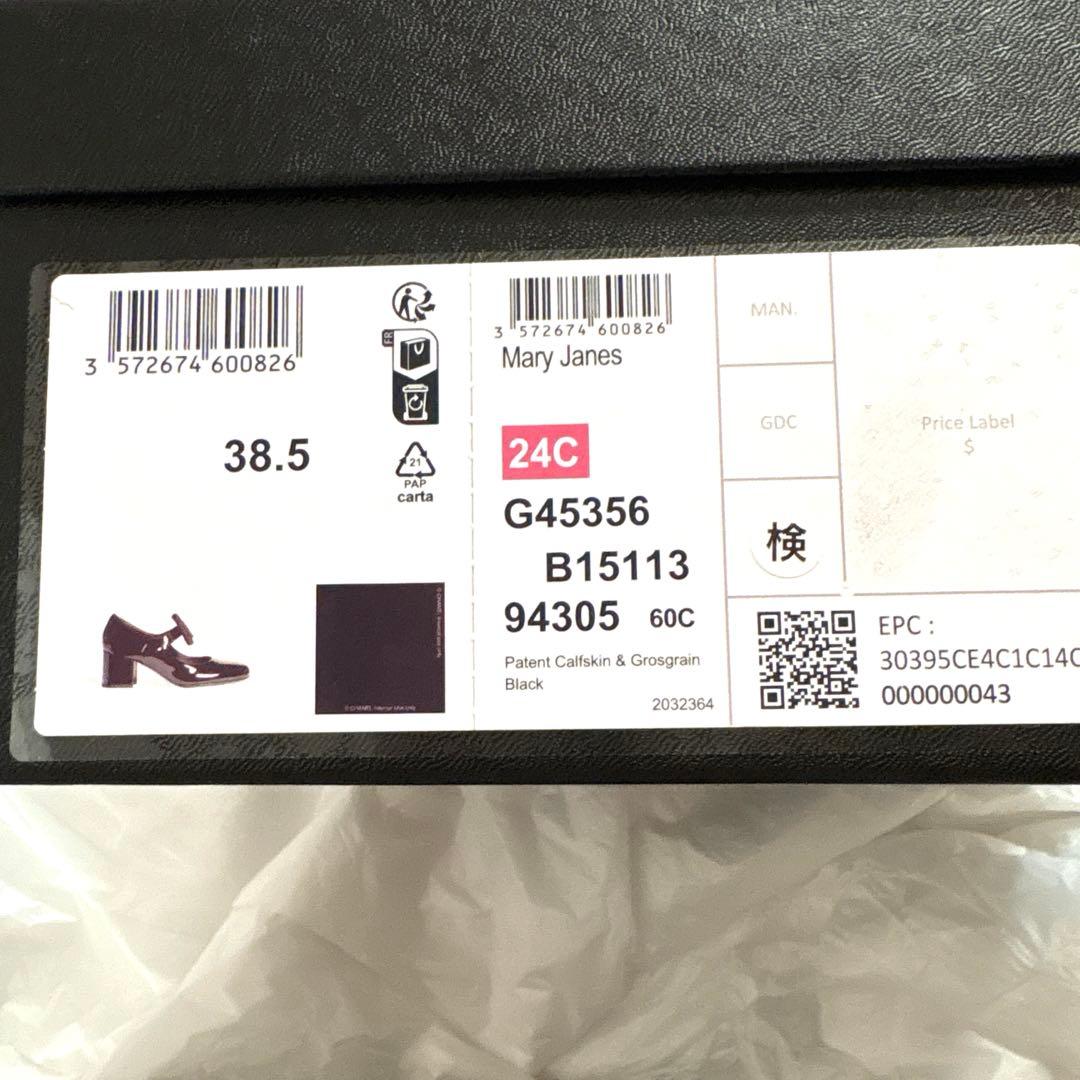 3 572674 600826
38.5
FR
21
PAP
carta
3 572674 600826
Mary Janes
24C
G45356
B15113
94305 60C
Patent Calfskin & Grosgrain
Black
2032364
MAN.
GDC
検
Price Label
$
EPC :
30395CE4C1C14C
000000043